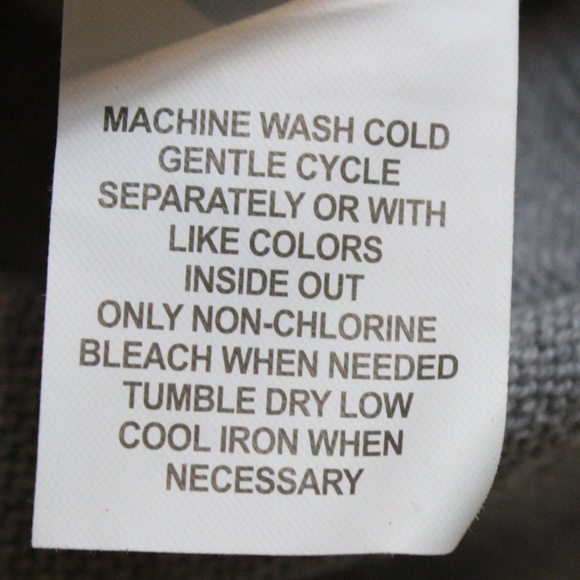 MACHINE WASH COLD
GENTLE CYCLE
SEPARATELY OR WITH
LIKE COLORS
INSIDE OUT
ONLY NON-CHLORINE
BLEACH WHEN NEEDED
TUMBLE DRY LOW
COOL IRON WHEN
NECESSARY